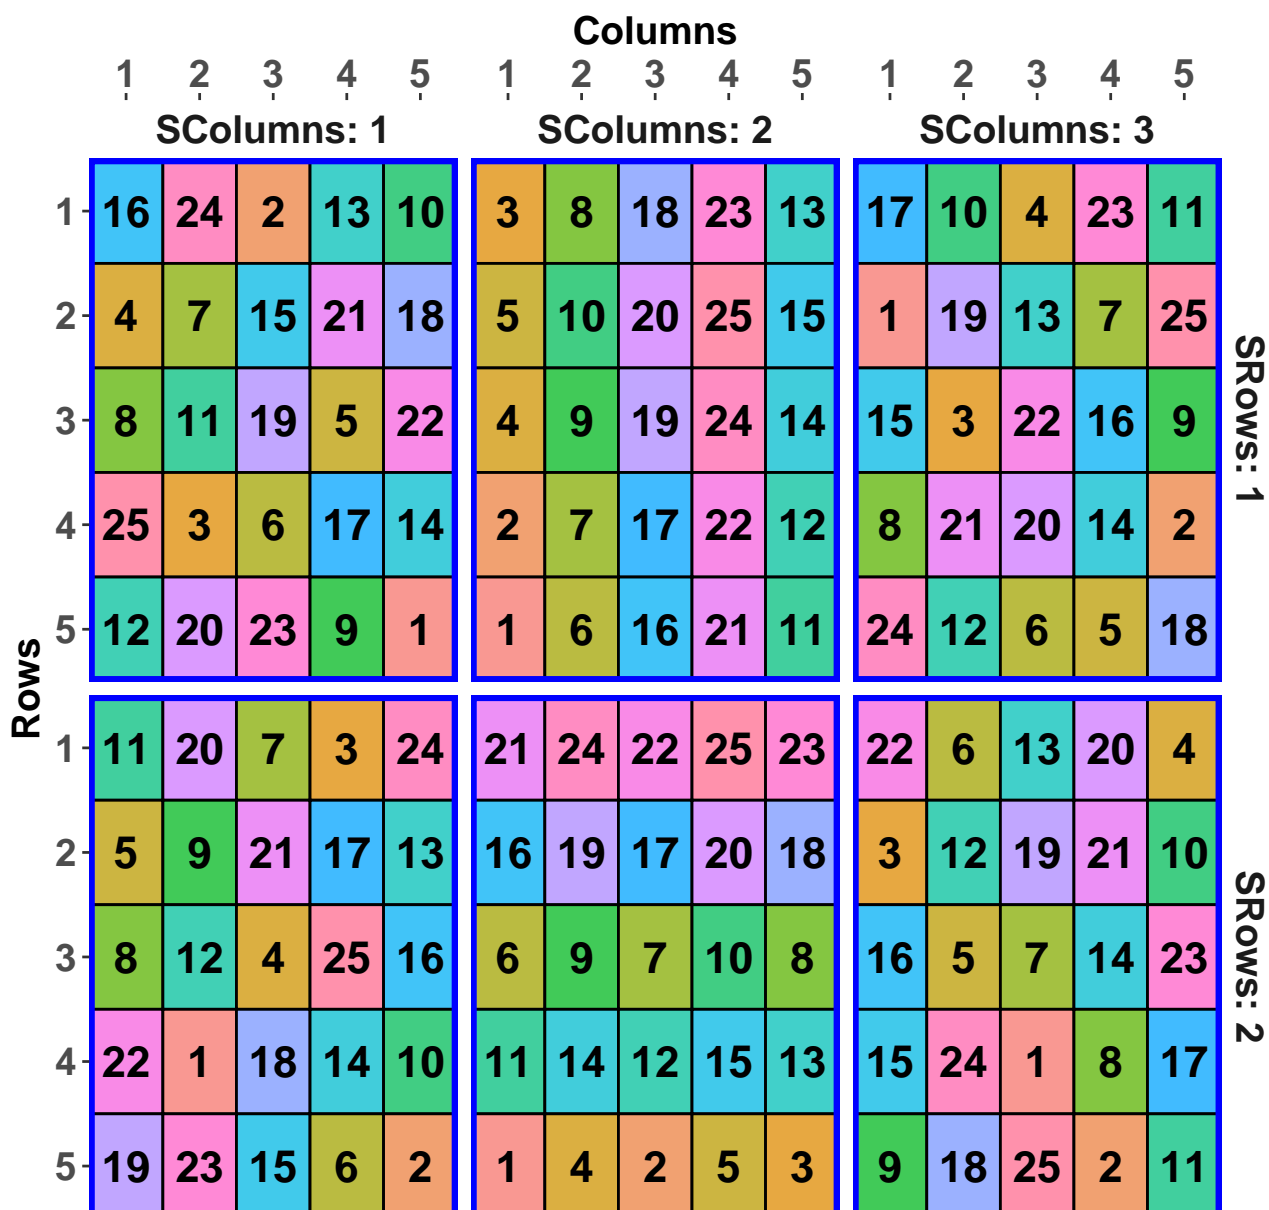 Columns
1 2 3 4 5 1 2 3 4 5 1 2 3 4 5
SColumns: 1 SColumns: 2 SColumns: 3
1 16 24 2 13 10 3 8 18 23 13 17 10 4 23 11
2 4 7 15 21 18 5 10 20 25 15 1 19 13 7 25
3 8 11 19 5 22 4 9 19 24 14 15 3 22 16 9
4 25 3 6 17 14 2 7 17 22 12 8 21 20 14 2
5 12 20 23 9 1 1 6 16 21 11 24 12 6 5 18
SRows: 1
Rows
1 11 20 7 3 24 21 24 22 25 23 22 6 13 20 4
2 5 9 21 17 13 16 19 17 20 18 3 12 19 21 10
3 8 12 4 25 16 6 9 7 10 8 16 5 7 14 23
4 22 1 18 14 10 11 14 12 15 13 15 24 1 8 17
5 19 23 15 6 2 1 4 2 5 3 9 18 25 2 11
SRows: 2